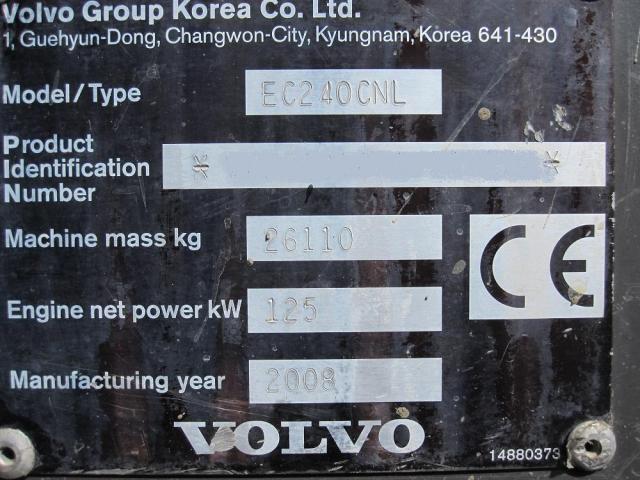 Volvo Group Korea Co. Ltd.
1, Guehyun-Dong, Changwon-City, Kyungnam, Korea 641-430
Model/Type EC240CNL
Product
Identification * *
Number
Machine mass kg 26110
Engine net power kW 125
CE
Manufacturing year 2008
VOLVO
14880373